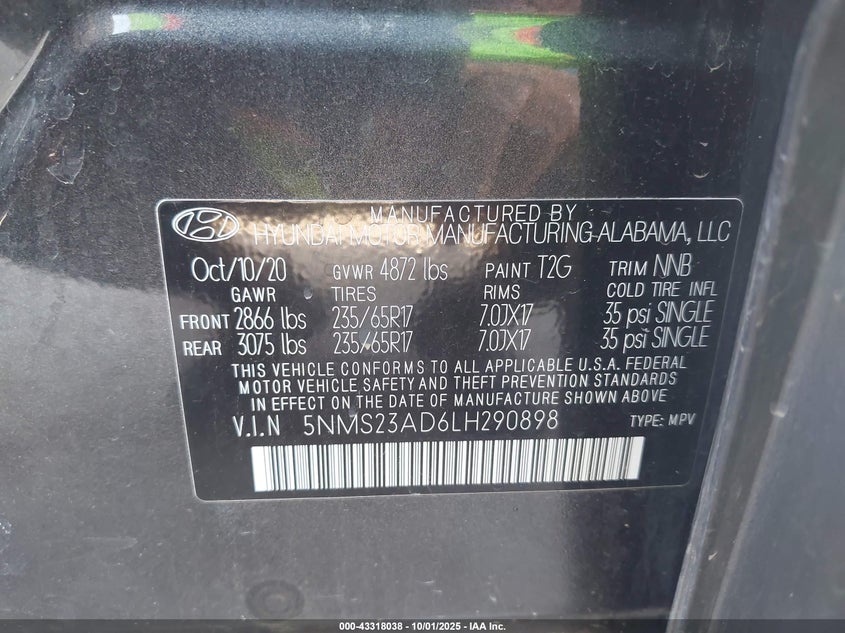 MANUFACTURED BY
HYUNDAI MOTOR MANUFACTURING ALABAMA, LLC
Oct/10/20 GVWR 4872 lbs PAINT T2G TRIM NNB
GAWR TIRES RIMS COLD TIRE INFL
FRONT 2866 lbs 235/65R17 7.0JX17 35 psi SINGLE
REAR 3075 lbs 235/65R17 7.0JX17 35 psi SINGLE
THIS VEHICLE CONFORMS TO ALL APPLICABLE U.S.A. FEDERAL
MOTOR VEHICLE SAFETY AND THEFT PREVENTION STANDARDS
IN EFFECT ON THE DATE OF MANUFACTURE SHOWN ABOVE.
V.I.N 5NMS23AD6LH290898 TYPE: MPV
000-43318038 - 10/01/2025 - IAA Inc.